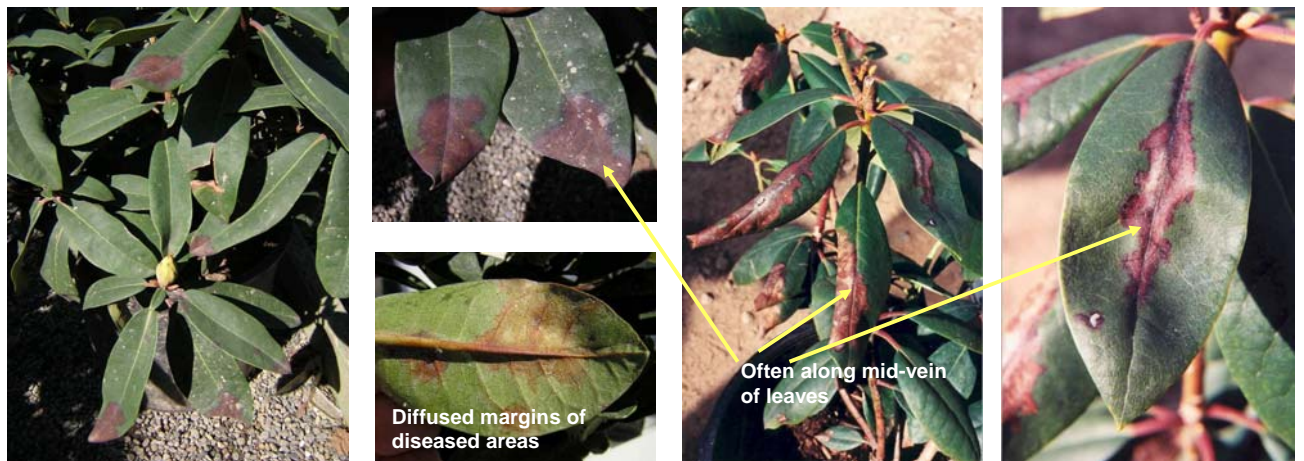 Diffused margins of
diseased areas
Often along mid-vein
of leaves